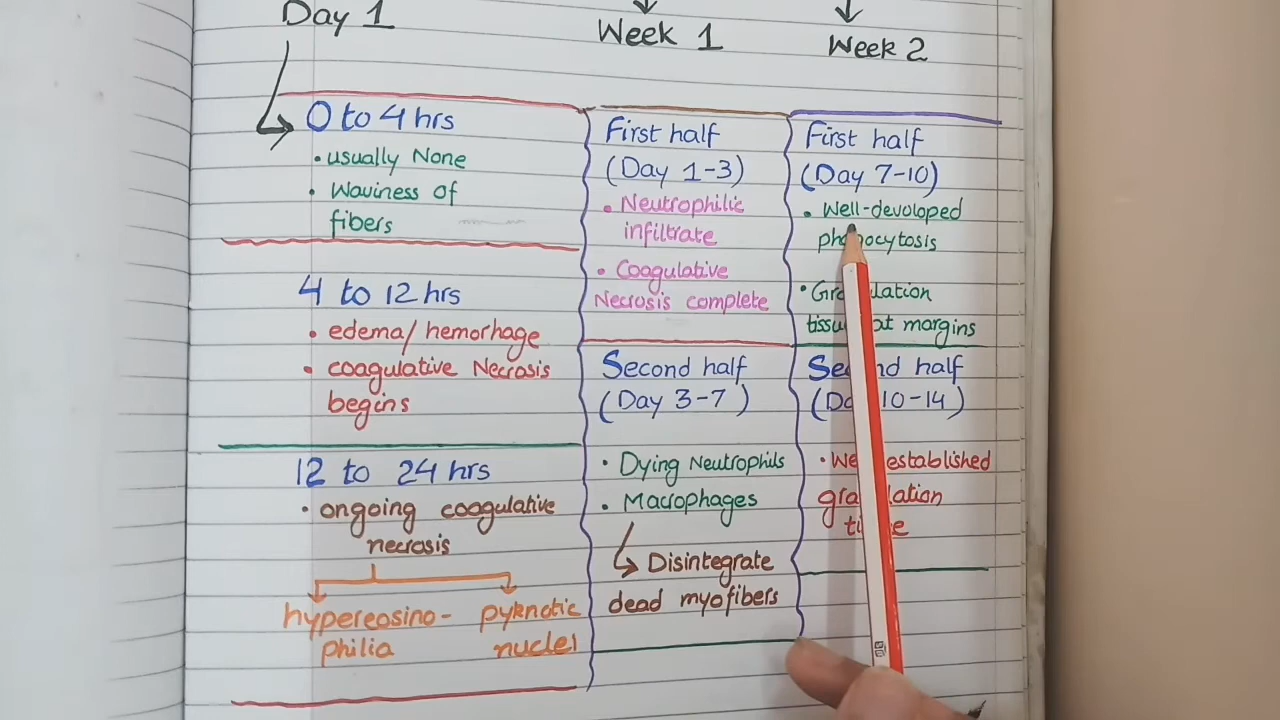 Day 1
Week 1
Week 2
0 to 4 hrs
• usually None
• Waviness of
fibers
4 to 12 hrs
• edema/hemorhage
• coagulative Necrosis
begins
12 to 24 hrs
• ongoing coagulative
necrosis
hypereosino-
philia
pyknotic
nuclei
First half
(Day 1-3)
• Neutrophilic
infiltrate
• Coagulative
Necrosis complete
Second half
(Day 3-7)
• Dying Neutrophils
• Macrophages
Disintegrate
dead myofibers
First half
(Day 7-10)
• Well-devoloped
• 
at margins
half
10-14)
established